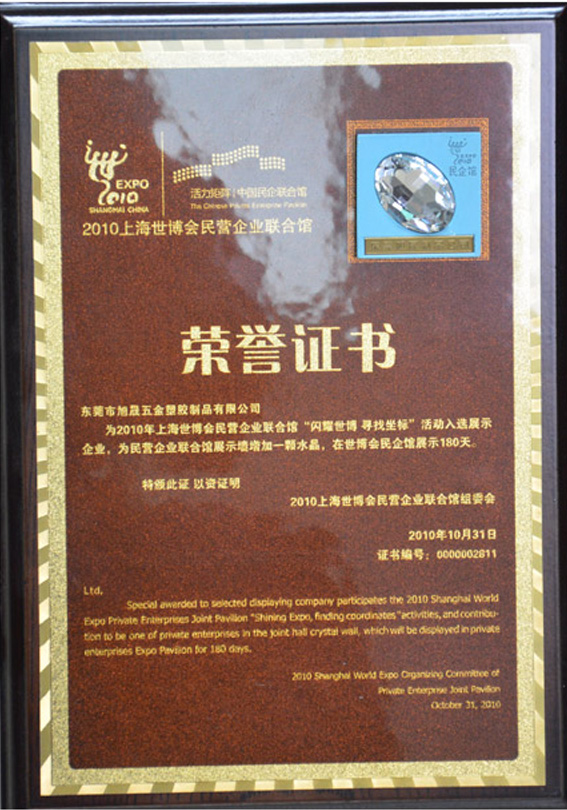 EXPO
2010
SHANGHAI CHINA
活力矩阵|中国民企联合馆
The Chinese Private Enterprise Pavilion
2010上海世博会民营企业联合馆
民企馆
荣誉证书
东莞市旭晟五金塑胶制品有限公司
为2010年上海世博会民营企业联合馆“闪耀世博 寻找坐标”活动入选展示
企业，为民营企业联合馆展示墙增加一颗水晶，在世博会民企馆展示180天。
特颁此证 以资证明
2010上海世博会民营企业联合馆组委会
2010年10月31日
证书编号：0000002811
Ltd.
Special awarded to selected displaying company participates the 2010 Shanghai World
Expo Private Enterprises Joint Pavilion "Shining Expo, finding coordinates "activities, and contribu-
tion to be one of private enterprises in the joint hall crystal wall, which will be displayed in private
enterprises Expo Pavilion for 180 days.
2010 Shanghai World Expo Organizing Committee of
Private Enterprise Joint Pavilion
October 31, 2010